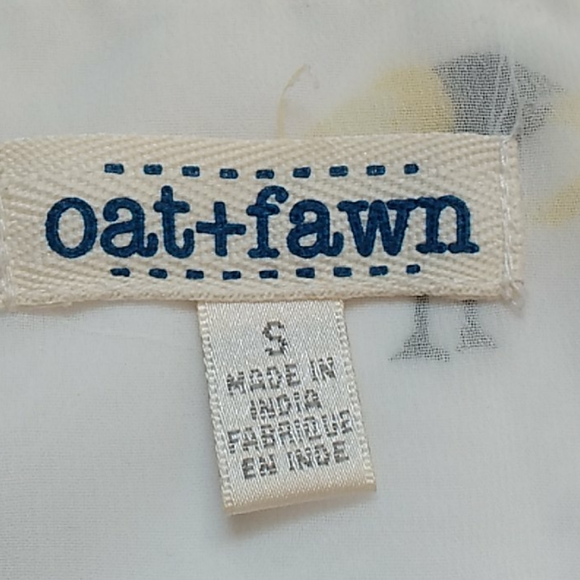 oat+fawn
S
MADE IN
INDIA
FABRIQUE
EN INDE